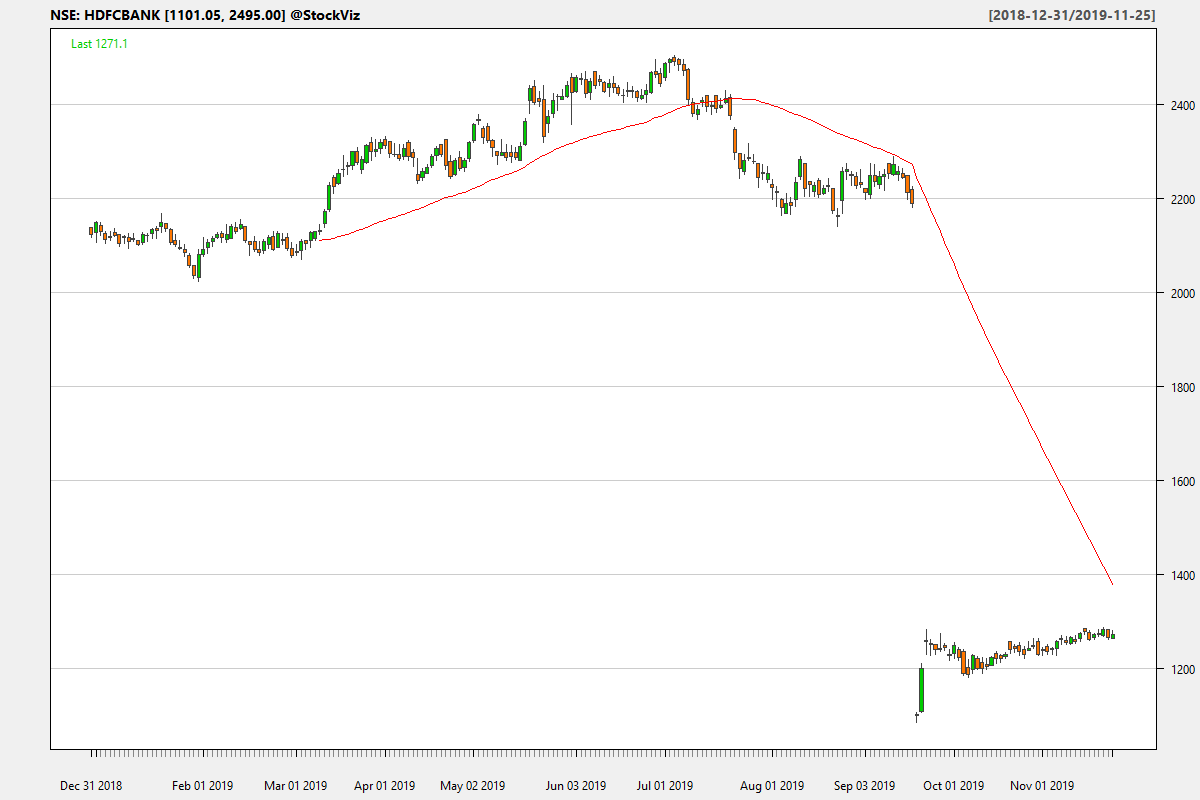 NSE: HDFCBANK [1101.05, 2495.00] @StockViz [2018-12-31/2019-11-25]
Last 1271.1
2400
2200
2000
1800
1600
1400
1200
Dec 31 2018 Feb 01 2019 Mar 01 2019 Apr 01 2019 May 02 2019 Jun 03 2019 Jul 01 2019 Aug 01 2019 Sep 03 2019 Oct 01 2019 Nov 01 2019